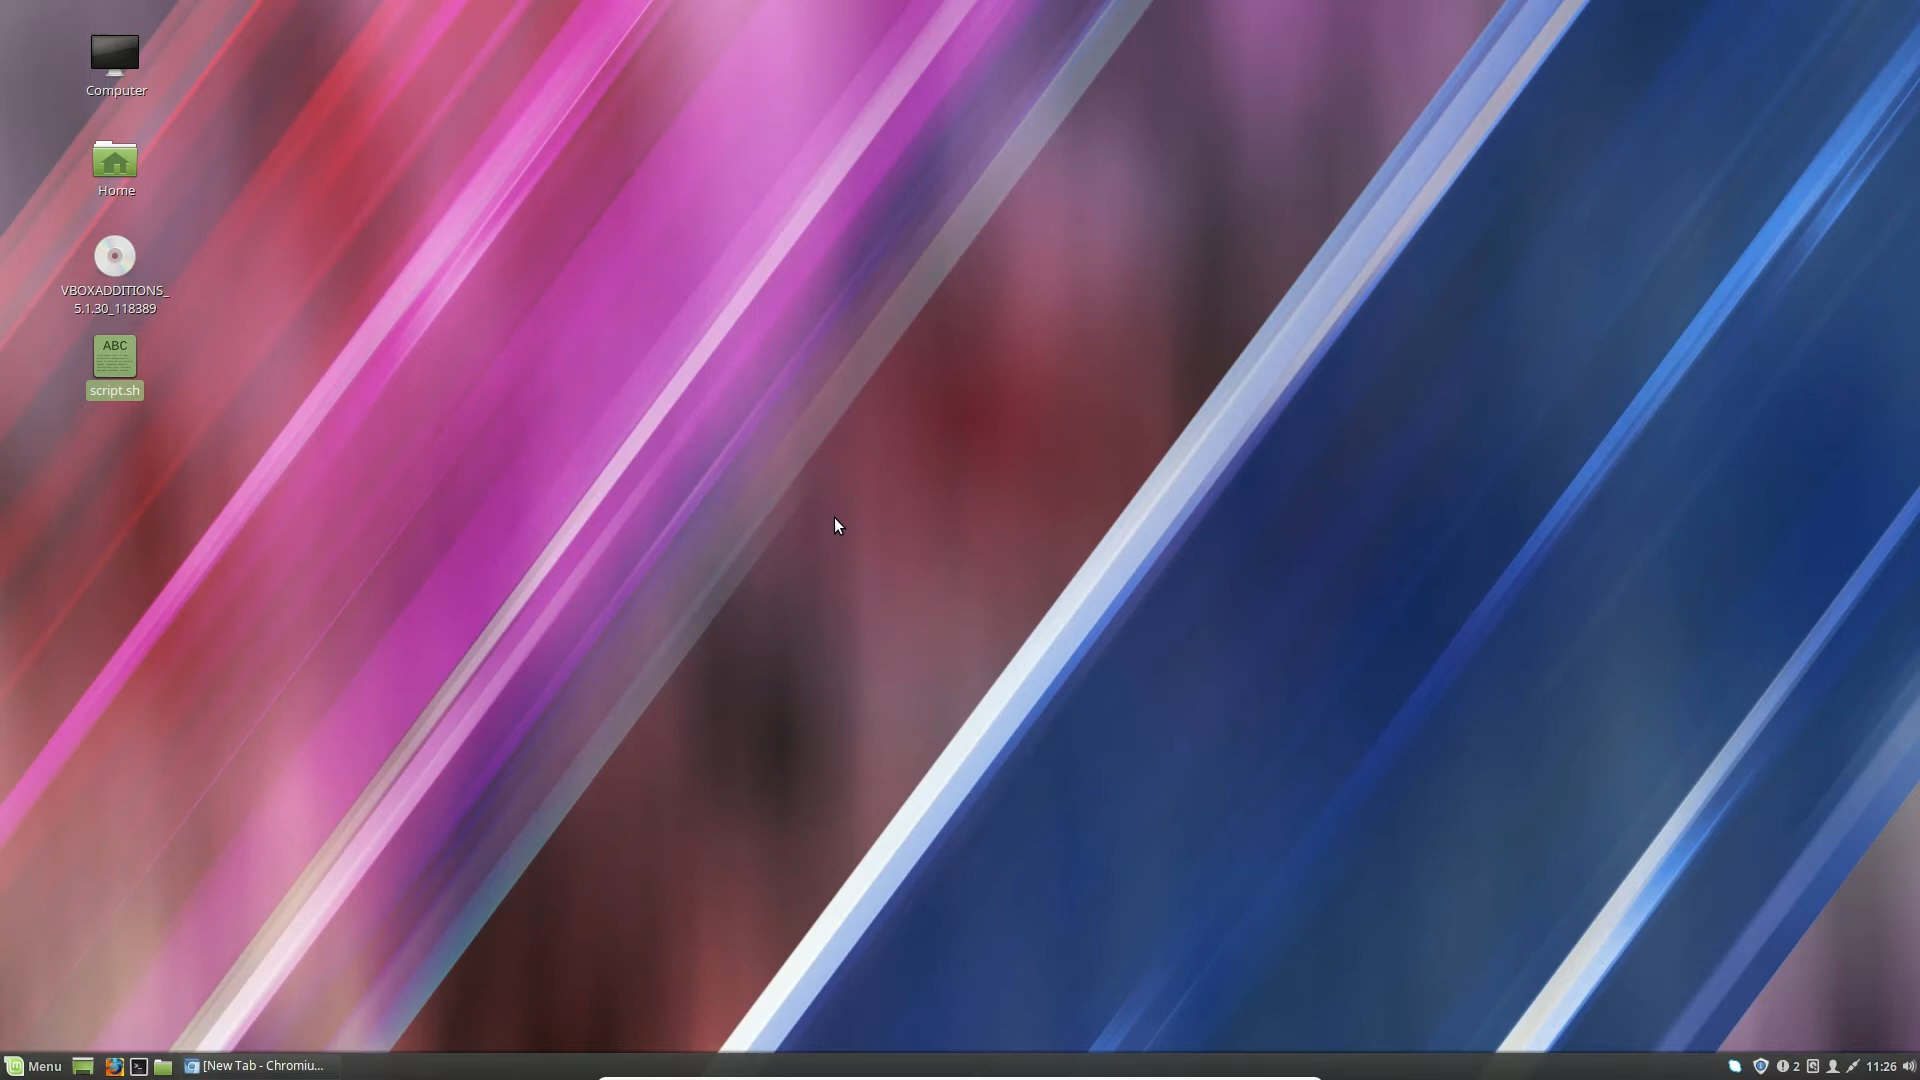 Computer
Home
VBOXADDITIONS_
5.1.30_118389
ABC
script.sh
Menu
[New Tab - Chromiu...
2
11:26